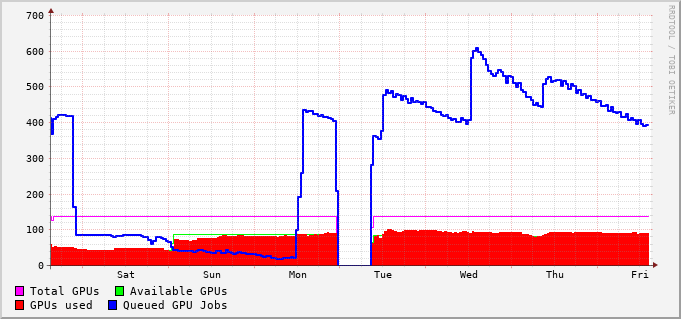 700
600
500
400
300
200
100
0
Sat Sun Mon Tue Wed Thu Fri
Total GPUs Available GPUs
GPUs used Queued GPU Jobs
RRDTOOL / TOBI OETIKER